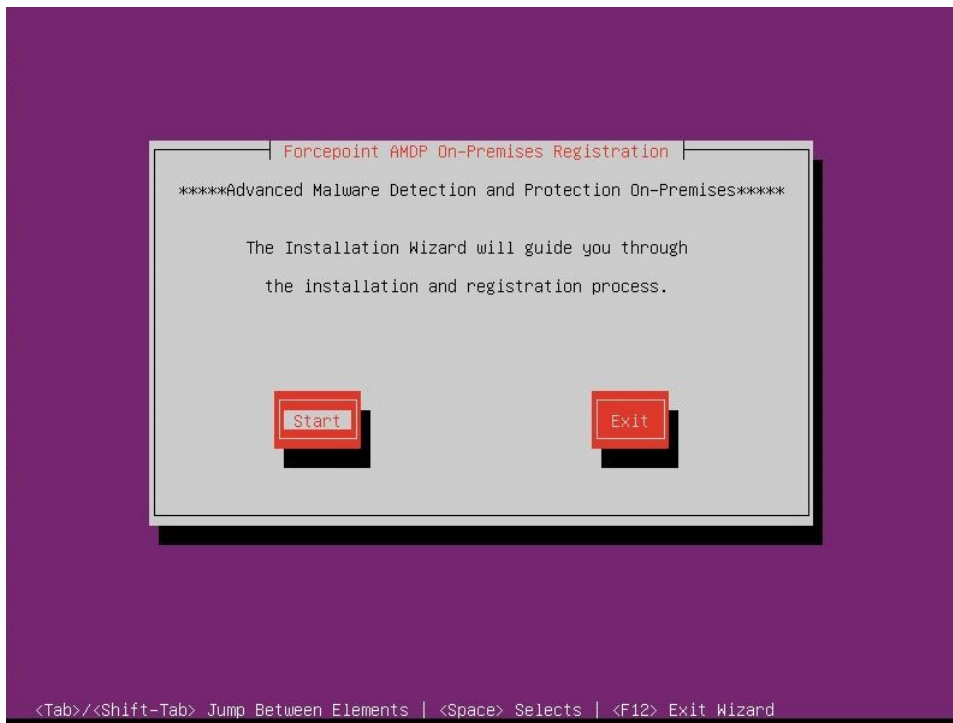 Forcepoint AMDP On-Premises Registration
*****Advanced Malware Detection and Protection On-Premises*****
The Installation Wizard will guide you through
the installation and registration process.
Start
Exit
<Tab>/<Shift-Tab> Jump Between Elements | <Space> Selects | <F12> Exit Wizard